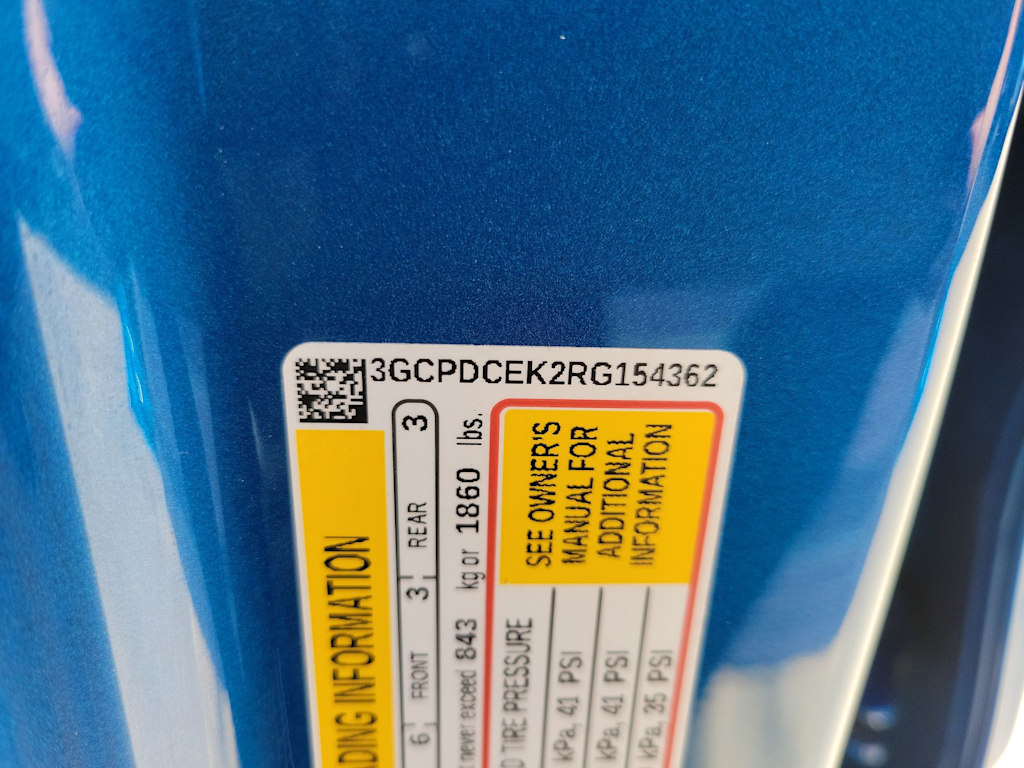 3GCPDCEK2RG154362
ADING INFORMATION
6 FRONT 3 REAR 3
never exceed 843 kg or 1860 lbs.
SEE OWNER'S
MANUAL FOR
ADDITIONAL
INFORMATION
TIRE PRESSURE
kPa, 41 PSI
kPa, 41 PSI
kPa, 35 PSI